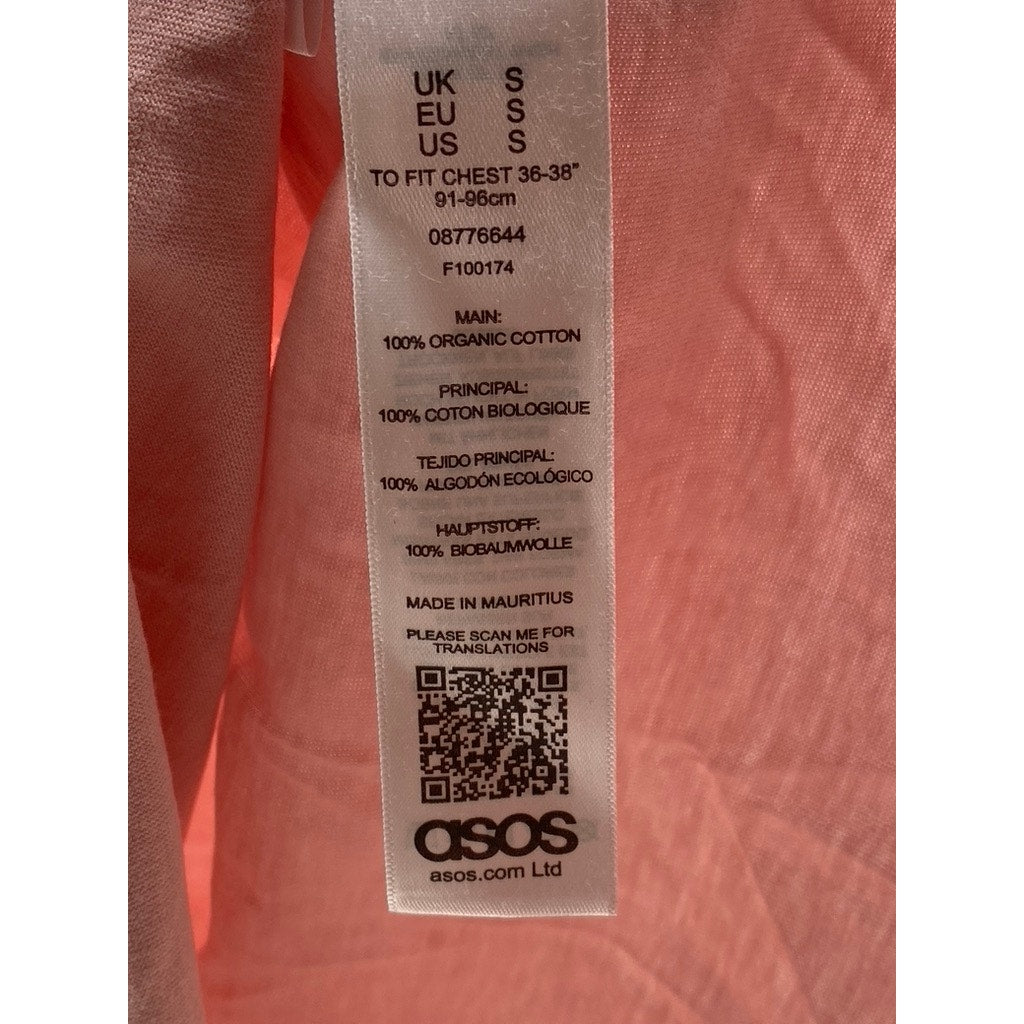 UK S
EU S
US S
TO FIT CHEST 36-38"
91-96cm
08776644
F100174
MAIN:
100% ORGANIC COTTON
PRINCIPAL:
100% COTON BIOLOGIQUE
TEJIDO PRINCIPAL:
100% ALGODÓN ECOLÓGICO
HAUPTSTOFF:
100% BIOBAUMWOLLE
MADE IN MAURITIUS
PLEASE SCAN ME FOR
TRANSLATIONS
asos
asos.com Ltd